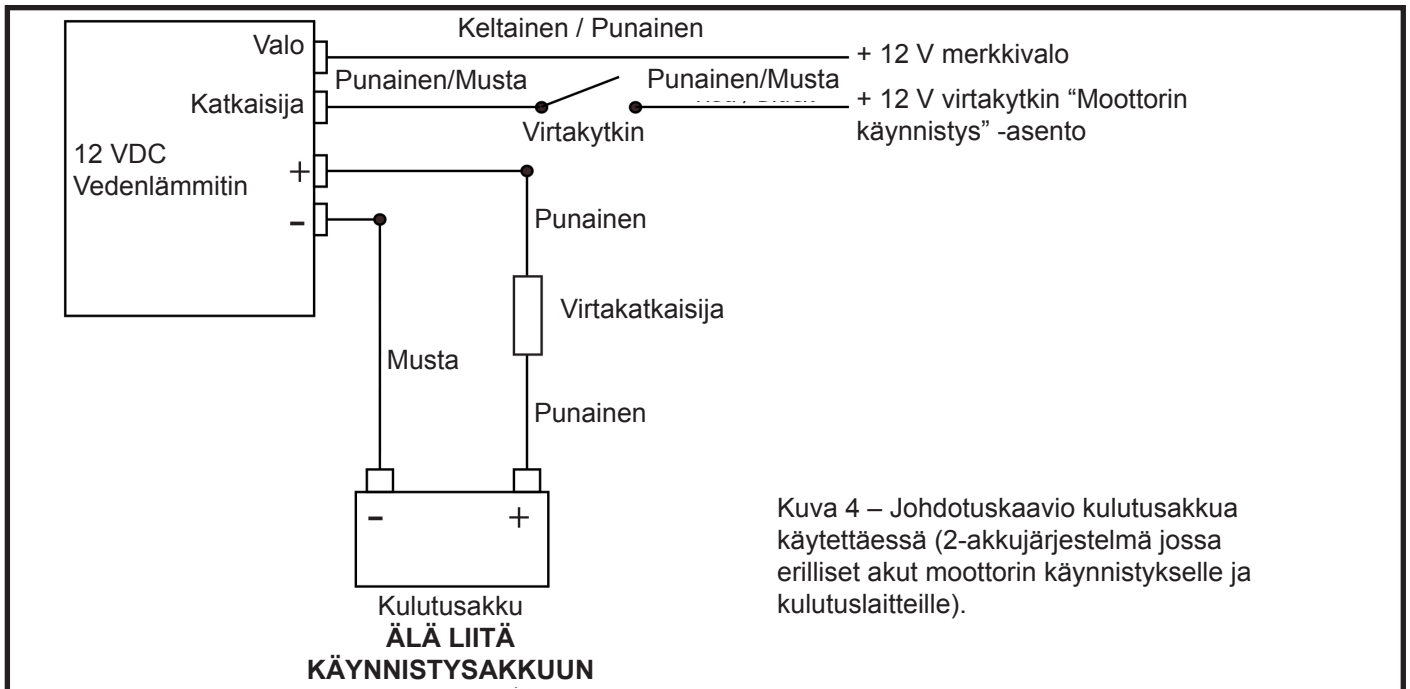 Keltainen / Punainen
Valo
+ 12 V merkkivalo
Punainen/Musta
Punainen/Musta
Katkaisija
+ 12 V virtakytkin “Moottorin
käynnistys” -asento
Virtakytkin
12 VDC
Vedenlämmitin
+
-
Punainen
Virtakatkaisija
Musta
Punainen
- +
Kulutusakku
ÄLÄ LIITÄ
KÄYNNISTYSAKKUUN
Kuva 4 – Johdotuskaavio kulutusakkua
käytettäessä (2-akkujärjestelmä jossa
erilliset akut moottorin käynnistykselle ja
kulutuslaitteille).